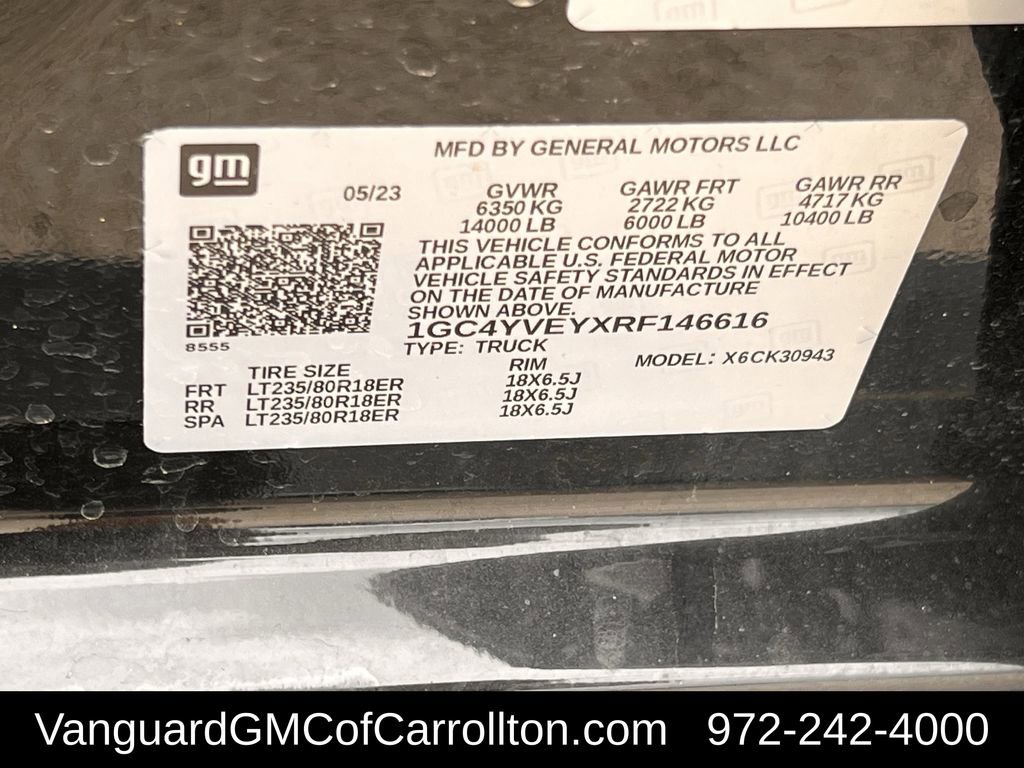 gm
MFD BY GENERAL MOTORS LLC
05/23 GVWR GAWR FRT GAWR RR
6350 KG 2722 KG 4717 KG
14000 LB 6000 LB 10400 LB
THIS VEHICLE CONFORMS TO ALL
APPLICABLE U.S. FEDERAL MOTOR
VEHICLE SAFETY STANDARDS IN EFFECT
ON THE DATE OF MANUFACTURE
SHOWN ABOVE.
1GC4YVEYXRF146616
8555
TYPE: TRUCK MODEL: X6CK30943
TIRE SIZE RIM
FRT LT235/80R18ER 18X6.5J
RR LT235/80R18ER 18X6.5J
SPA LT235/80R18ER 18X6.5J
VanguardGMCofCarrollton.com 972-242-4000